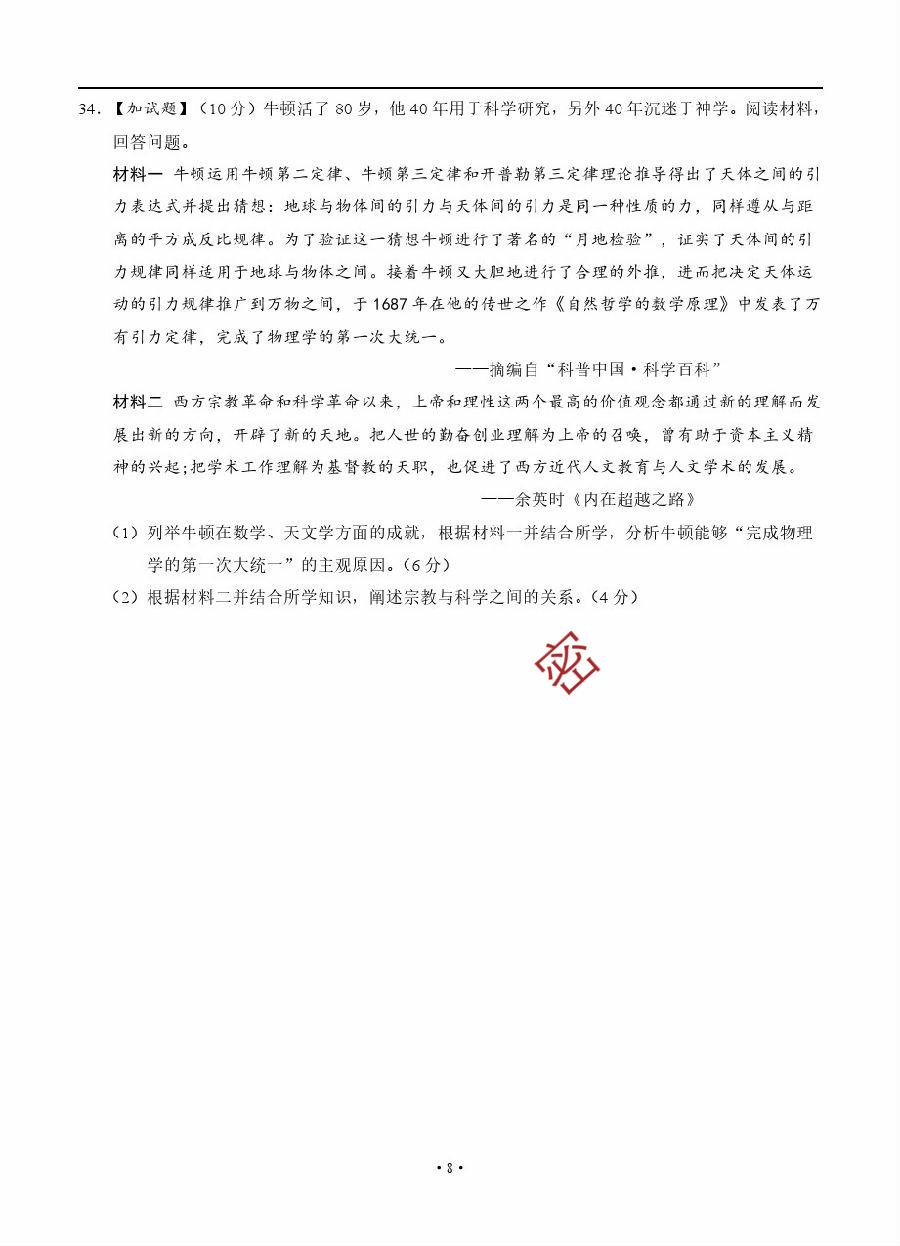 34.【加试题】（10 分）牛顿活了 80 岁，他 40 年用于科学研究，另外 40 年沉迷于神学。阅读材料，
回答问题。
材料一 牛顿运用牛顿第二定律、牛顿第三定律和开普勒第三定律理论推导得出了天体之间的引
力表达式并提出猜想：地球与物体间的引力与天体间的引力是同一种性质的力，同样遵从与距
离的平方成反比规律。为了验证这一猜想牛顿进行了著名的“月地检验”，证实了天体间的引
力规律同样适用于地球与物体之间。接着牛顿又大胆地进行了合理的外推，进而把决定天体运
动的引力规律推广到万物之间，于 1687 年在他的传世之作《自然哲学的数学原理》中发表了万
有引力定律，完成了物理学的第一次大统一。
——摘编自“科普中国·科学百科”
材料二 西方宗教革命和科学革命以来，上帝和理性这两个最高的价值观念都通过新的理解而发
展出新的方向，开辟了新的天地。把人世的勤奋创业理解为上帝的召唤，曾有助于资本主义精
神的兴起;把学术工作理解为基督教的天职，也促进了西方近代人文教育与人文学术的发展。
——余英时《内在超越之路》
（1）列举牛顿在数学、天文学方面的成就，根据材料一并结合所学，分析牛顿能够“完成物理
学的第一次大统一”的主观原因。（6 分）
（2）根据材料二并结合所学知识，阐述宗教与科学之间的关系。（4 分）
密
·8·